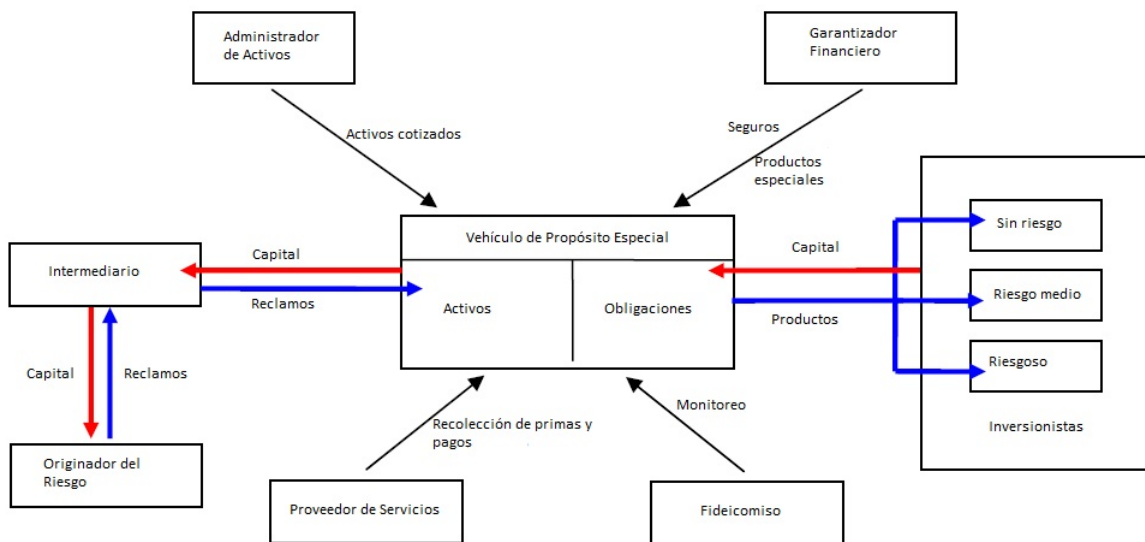 Administrador
de Activos
Garantizador
Financiero
Activos cotizados
Seguros
Productos
especiales
Vehículo de Propósito Especial
Activos
Obligaciones
Intermediario
Capital
Reclamos
Capital
Reclamos
Originador del
Riesgo
Capital
Productos
Sin riesgo
Riesgo medio
Riesgoso
Inversionistas
Recolección de primas y
pagos
Monitoreo
Proveedor de Servicios
Fideicomiso